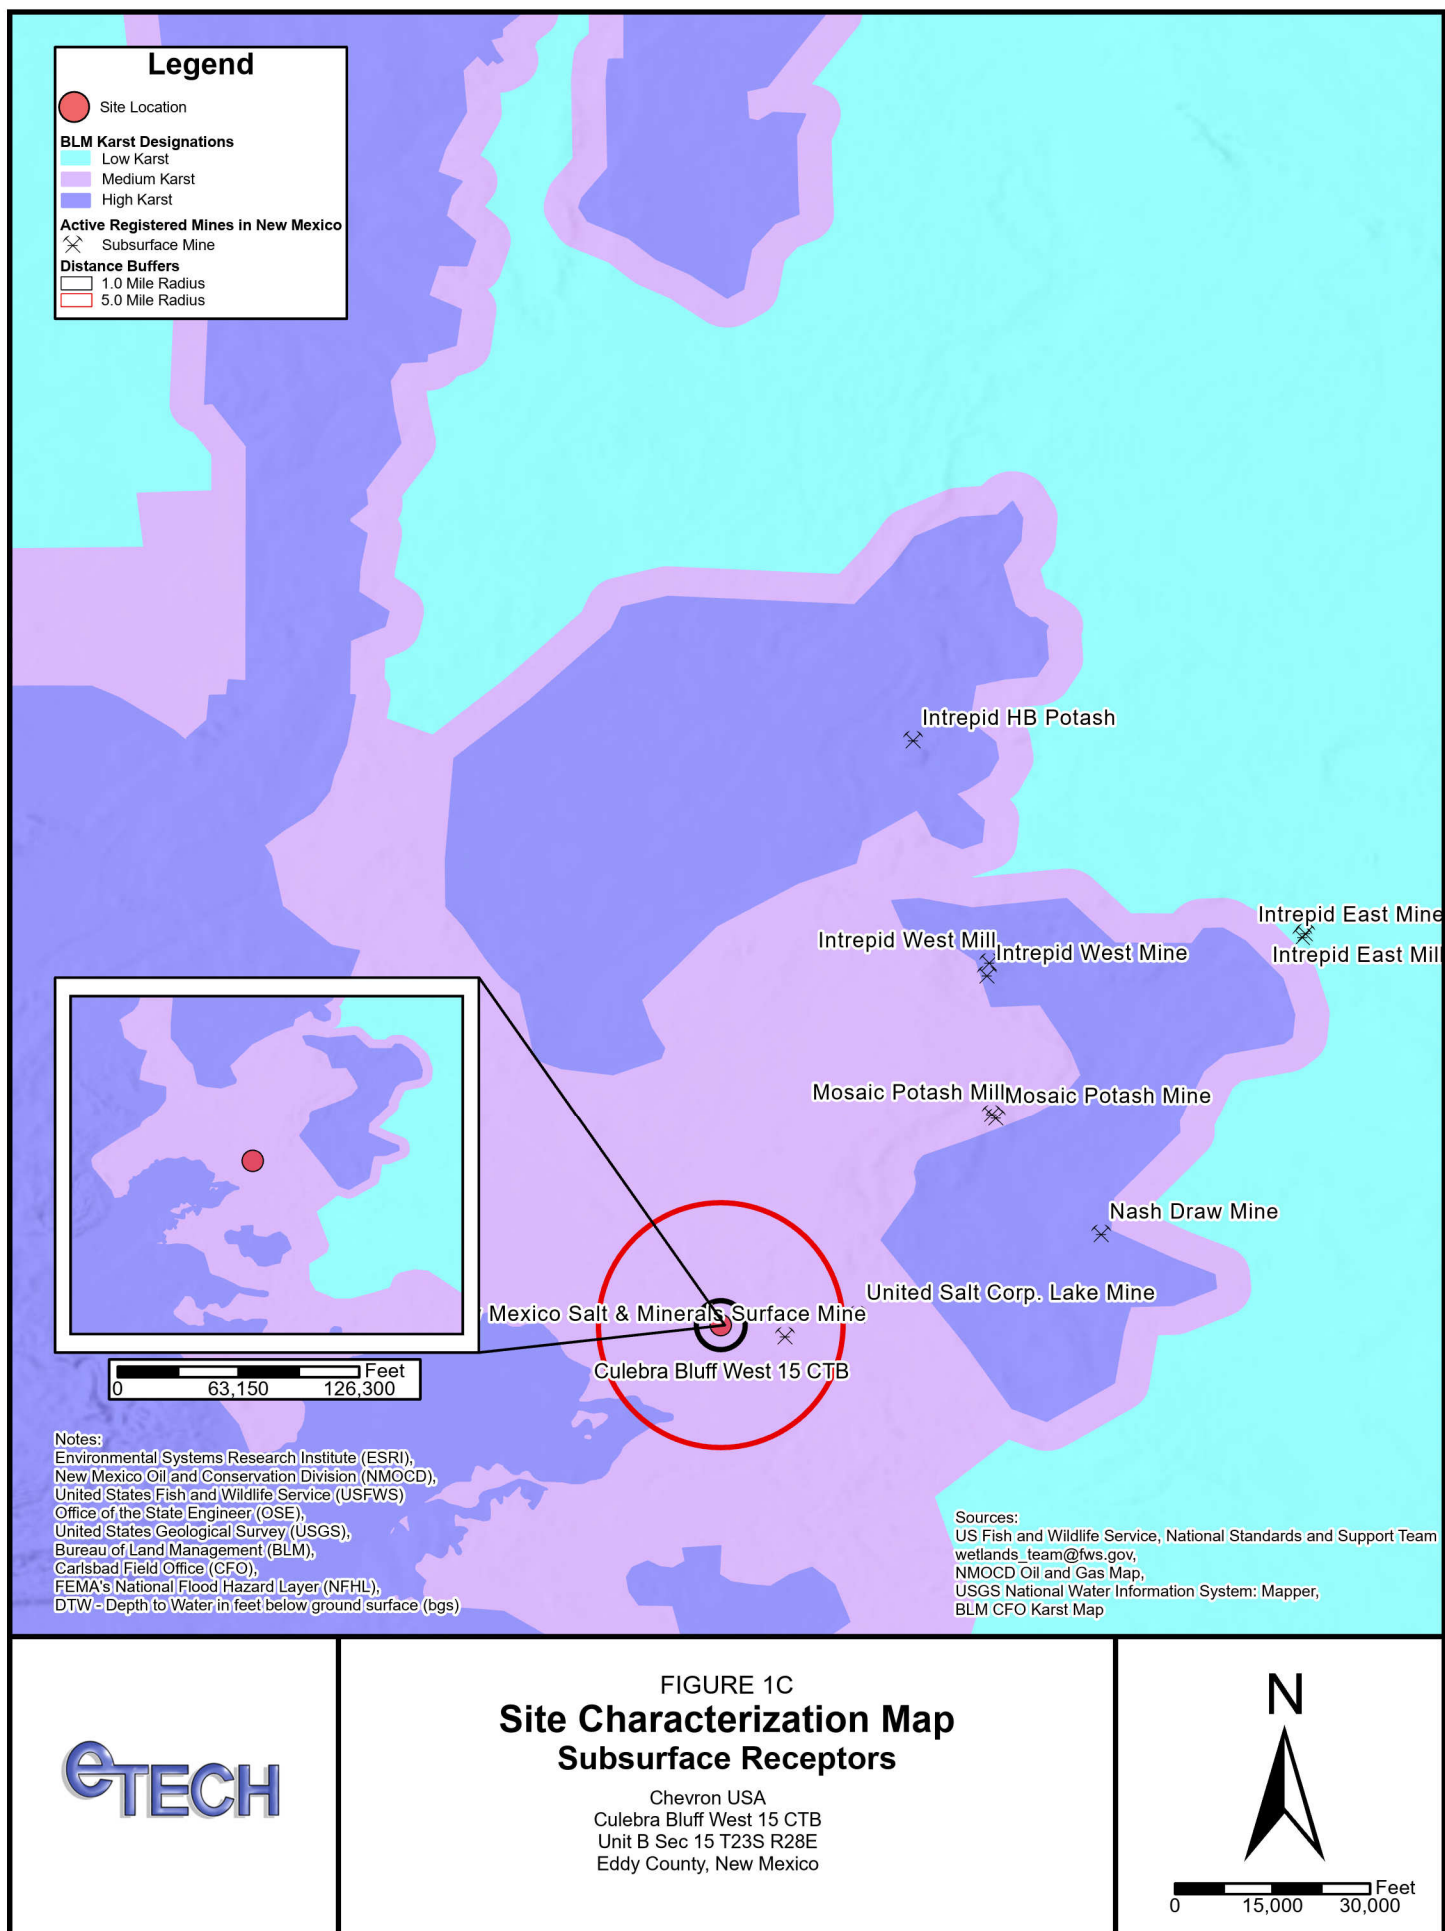 Legend
Site Location
BLM Karst Designations
Low Karst
Medium Karst
High Karst
Active Registered Mines in New Mexico
Subsurface Mine
Distance Buffers
1.0 Mile Radius
5.0 Mile Radius
Intrepid HB Potash
Intrepid East Mine
Intrepid West Mill
Intrepid West Mine
Intrepid East Mill
Mosaic Potash Mill
Mosaic Potash Mine
Nash Draw Mine
United Salt Corp. Lake Mine
Mexico Salt & Minerals Surface Mine
Culebra Bluff West 15 CTB
Feet
0 63,150 126,300
Notes:
Environmental Systems Research Institute (ESRI),
New Mexico Oil and Conservation Division (NMOCD),
United States Fish and Wildlife Service (USFWS)
Office of the State Engineer (OSE),
United States Geological Survey (USGS),
Bureau of Land Management (BLM),
Carlsbad Field Office (CFO),
FEMA's National Flood Hazard Layer (NFHL),
DTW - Depth to Water in feet below ground surface (bgs)
Sources:
US Fish and Wildlife Service, National Standards and Support Team
wetlands_team@fws.gov,
NMOCD Oil and Gas Map,
USGS National Water Information System: Mapper,
BLM CFO Karst Map
eTECH
FIGURE 1C
Site Characterization Map
Subsurface Receptors
Chevron USA
Culebra Bluff West 15 CTB
Unit B Sec 15 T23S R28E
Eddy County, New Mexico
N
Feet
0 15,000 30,000